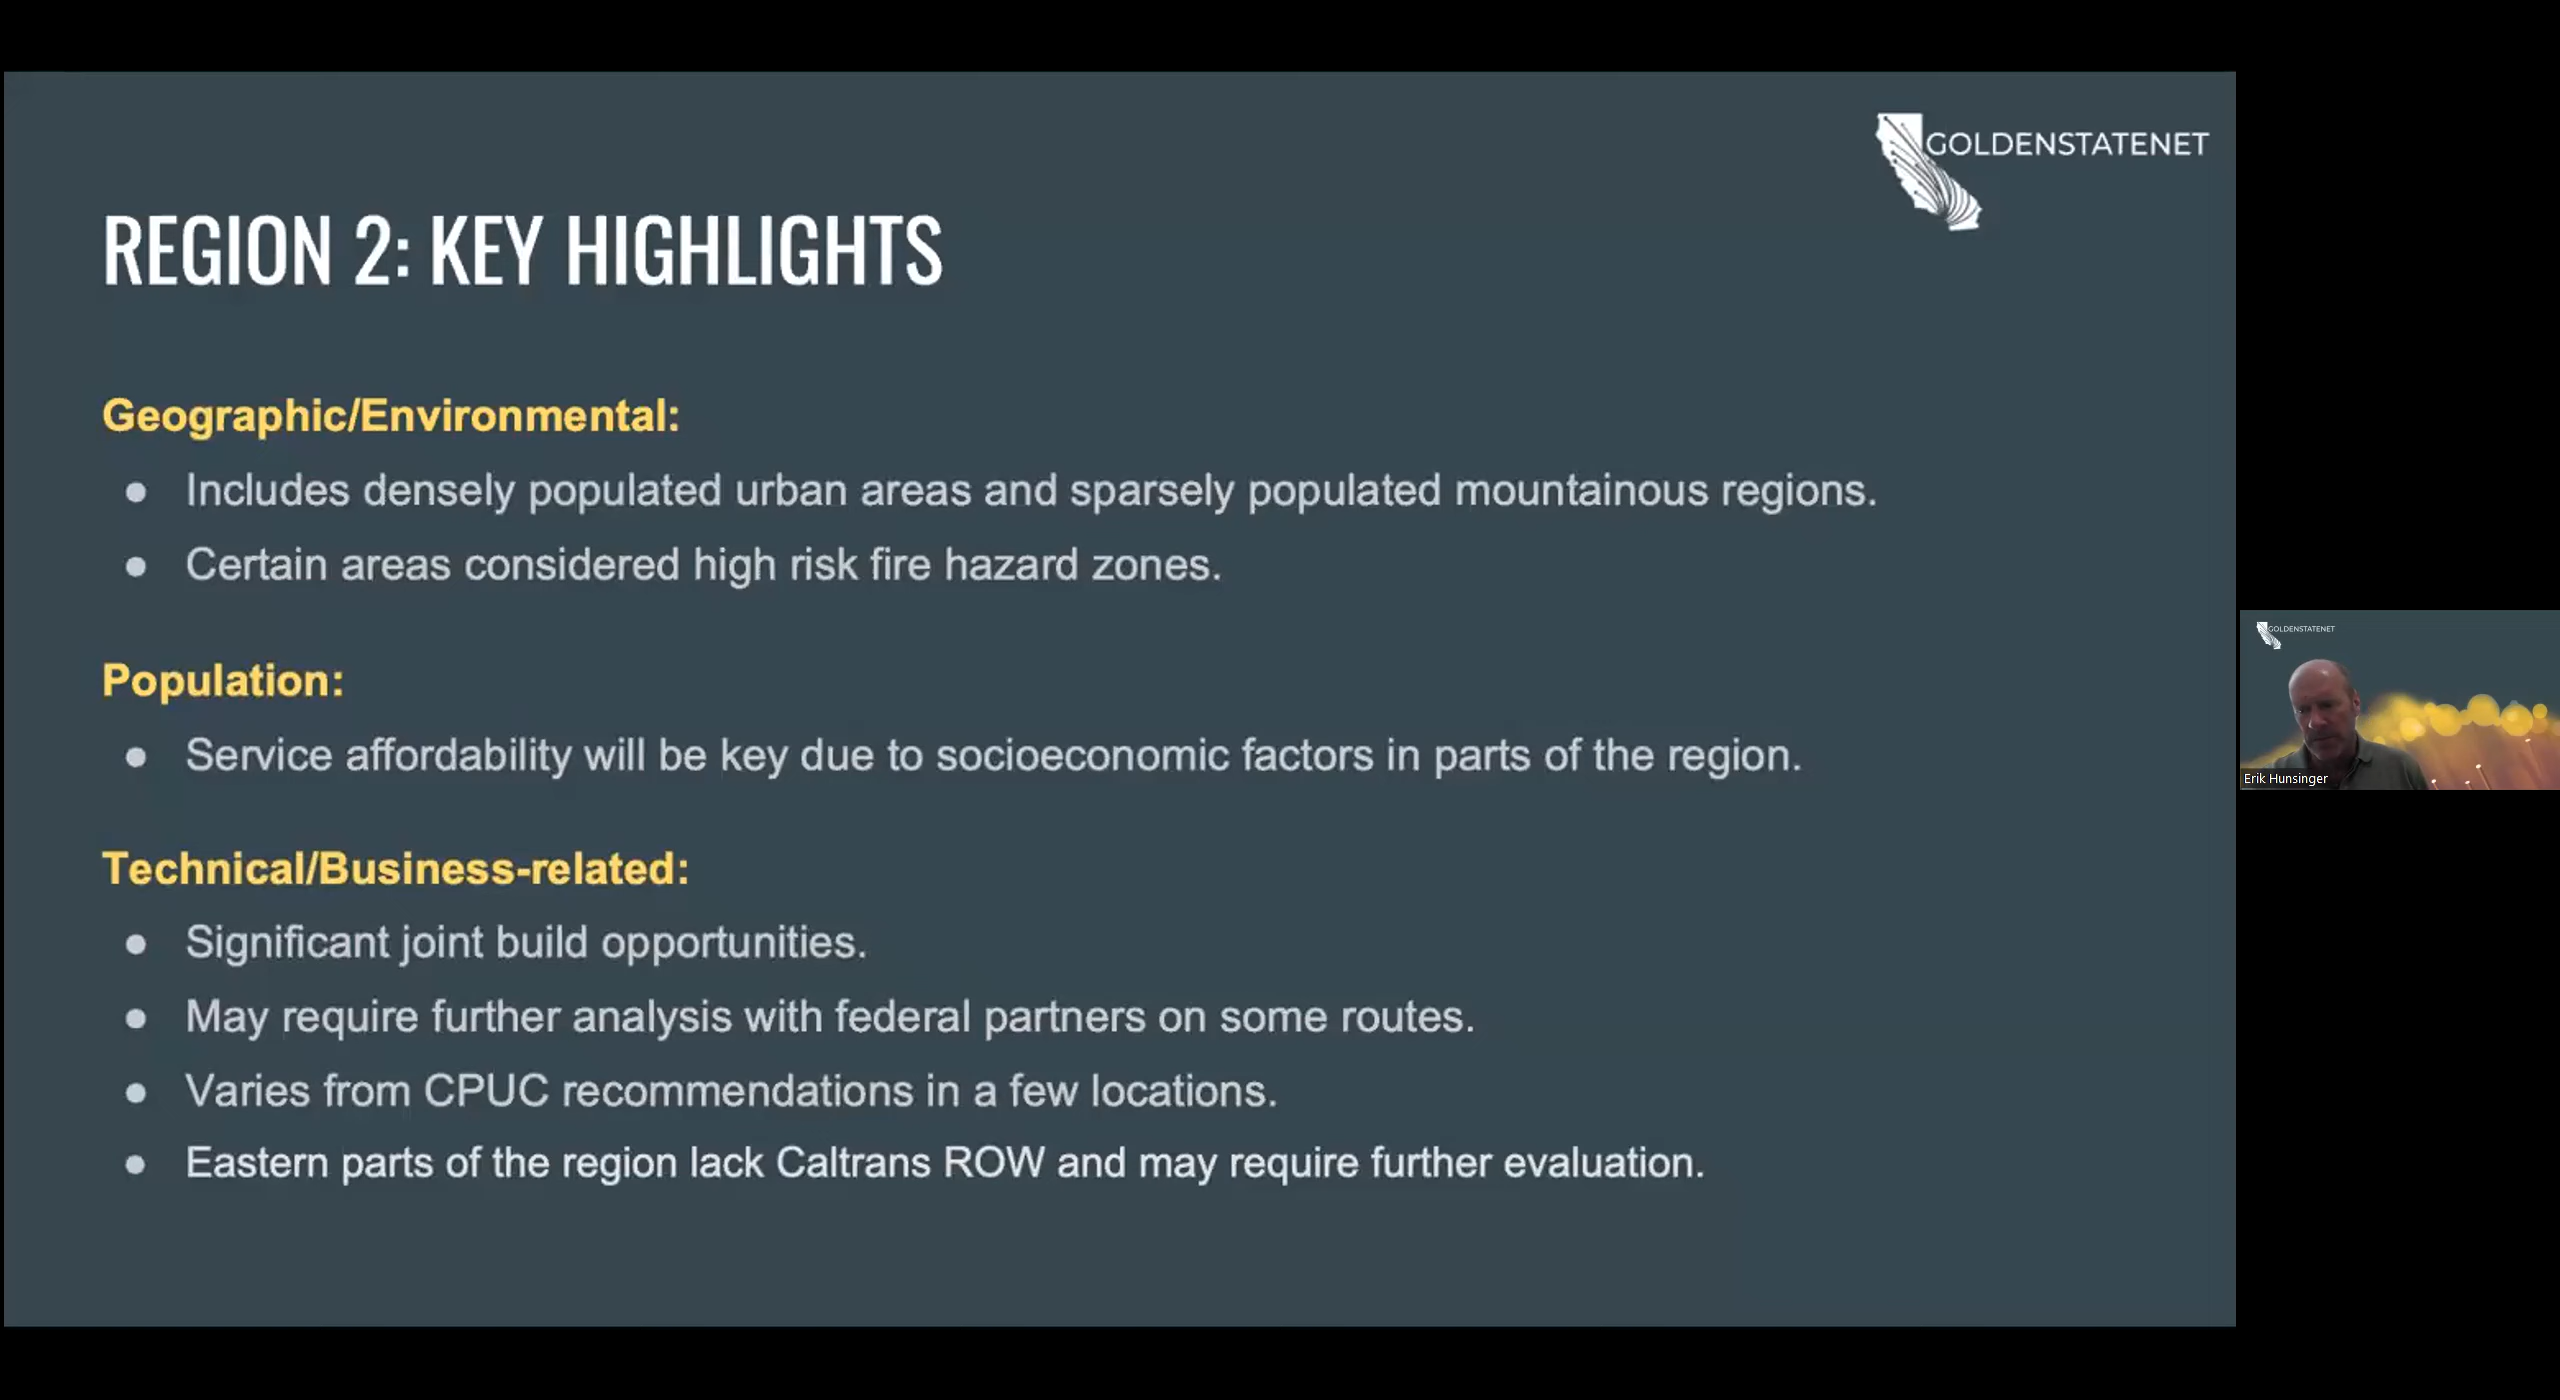 GOLDENSTATENET
REGION 2: KEY HIGHLIGHTS
Geographic/Environmental:
● Includes densely populated urban areas and sparsely populated mountainous regions.
● Certain areas considered high risk fire hazard zones.
Population:
● Service affordability will be key due to socioeconomic factors in parts of the region.
Technical/Business-related:
● Significant joint build opportunities.
● May require further analysis with federal partners on some routes.
● Varies from CPUC recommendations in a few locations.
● Eastern parts of the region lack Caltrans ROW and may require further evaluation.
GOLDENSTATENET
Erik Hunsinger